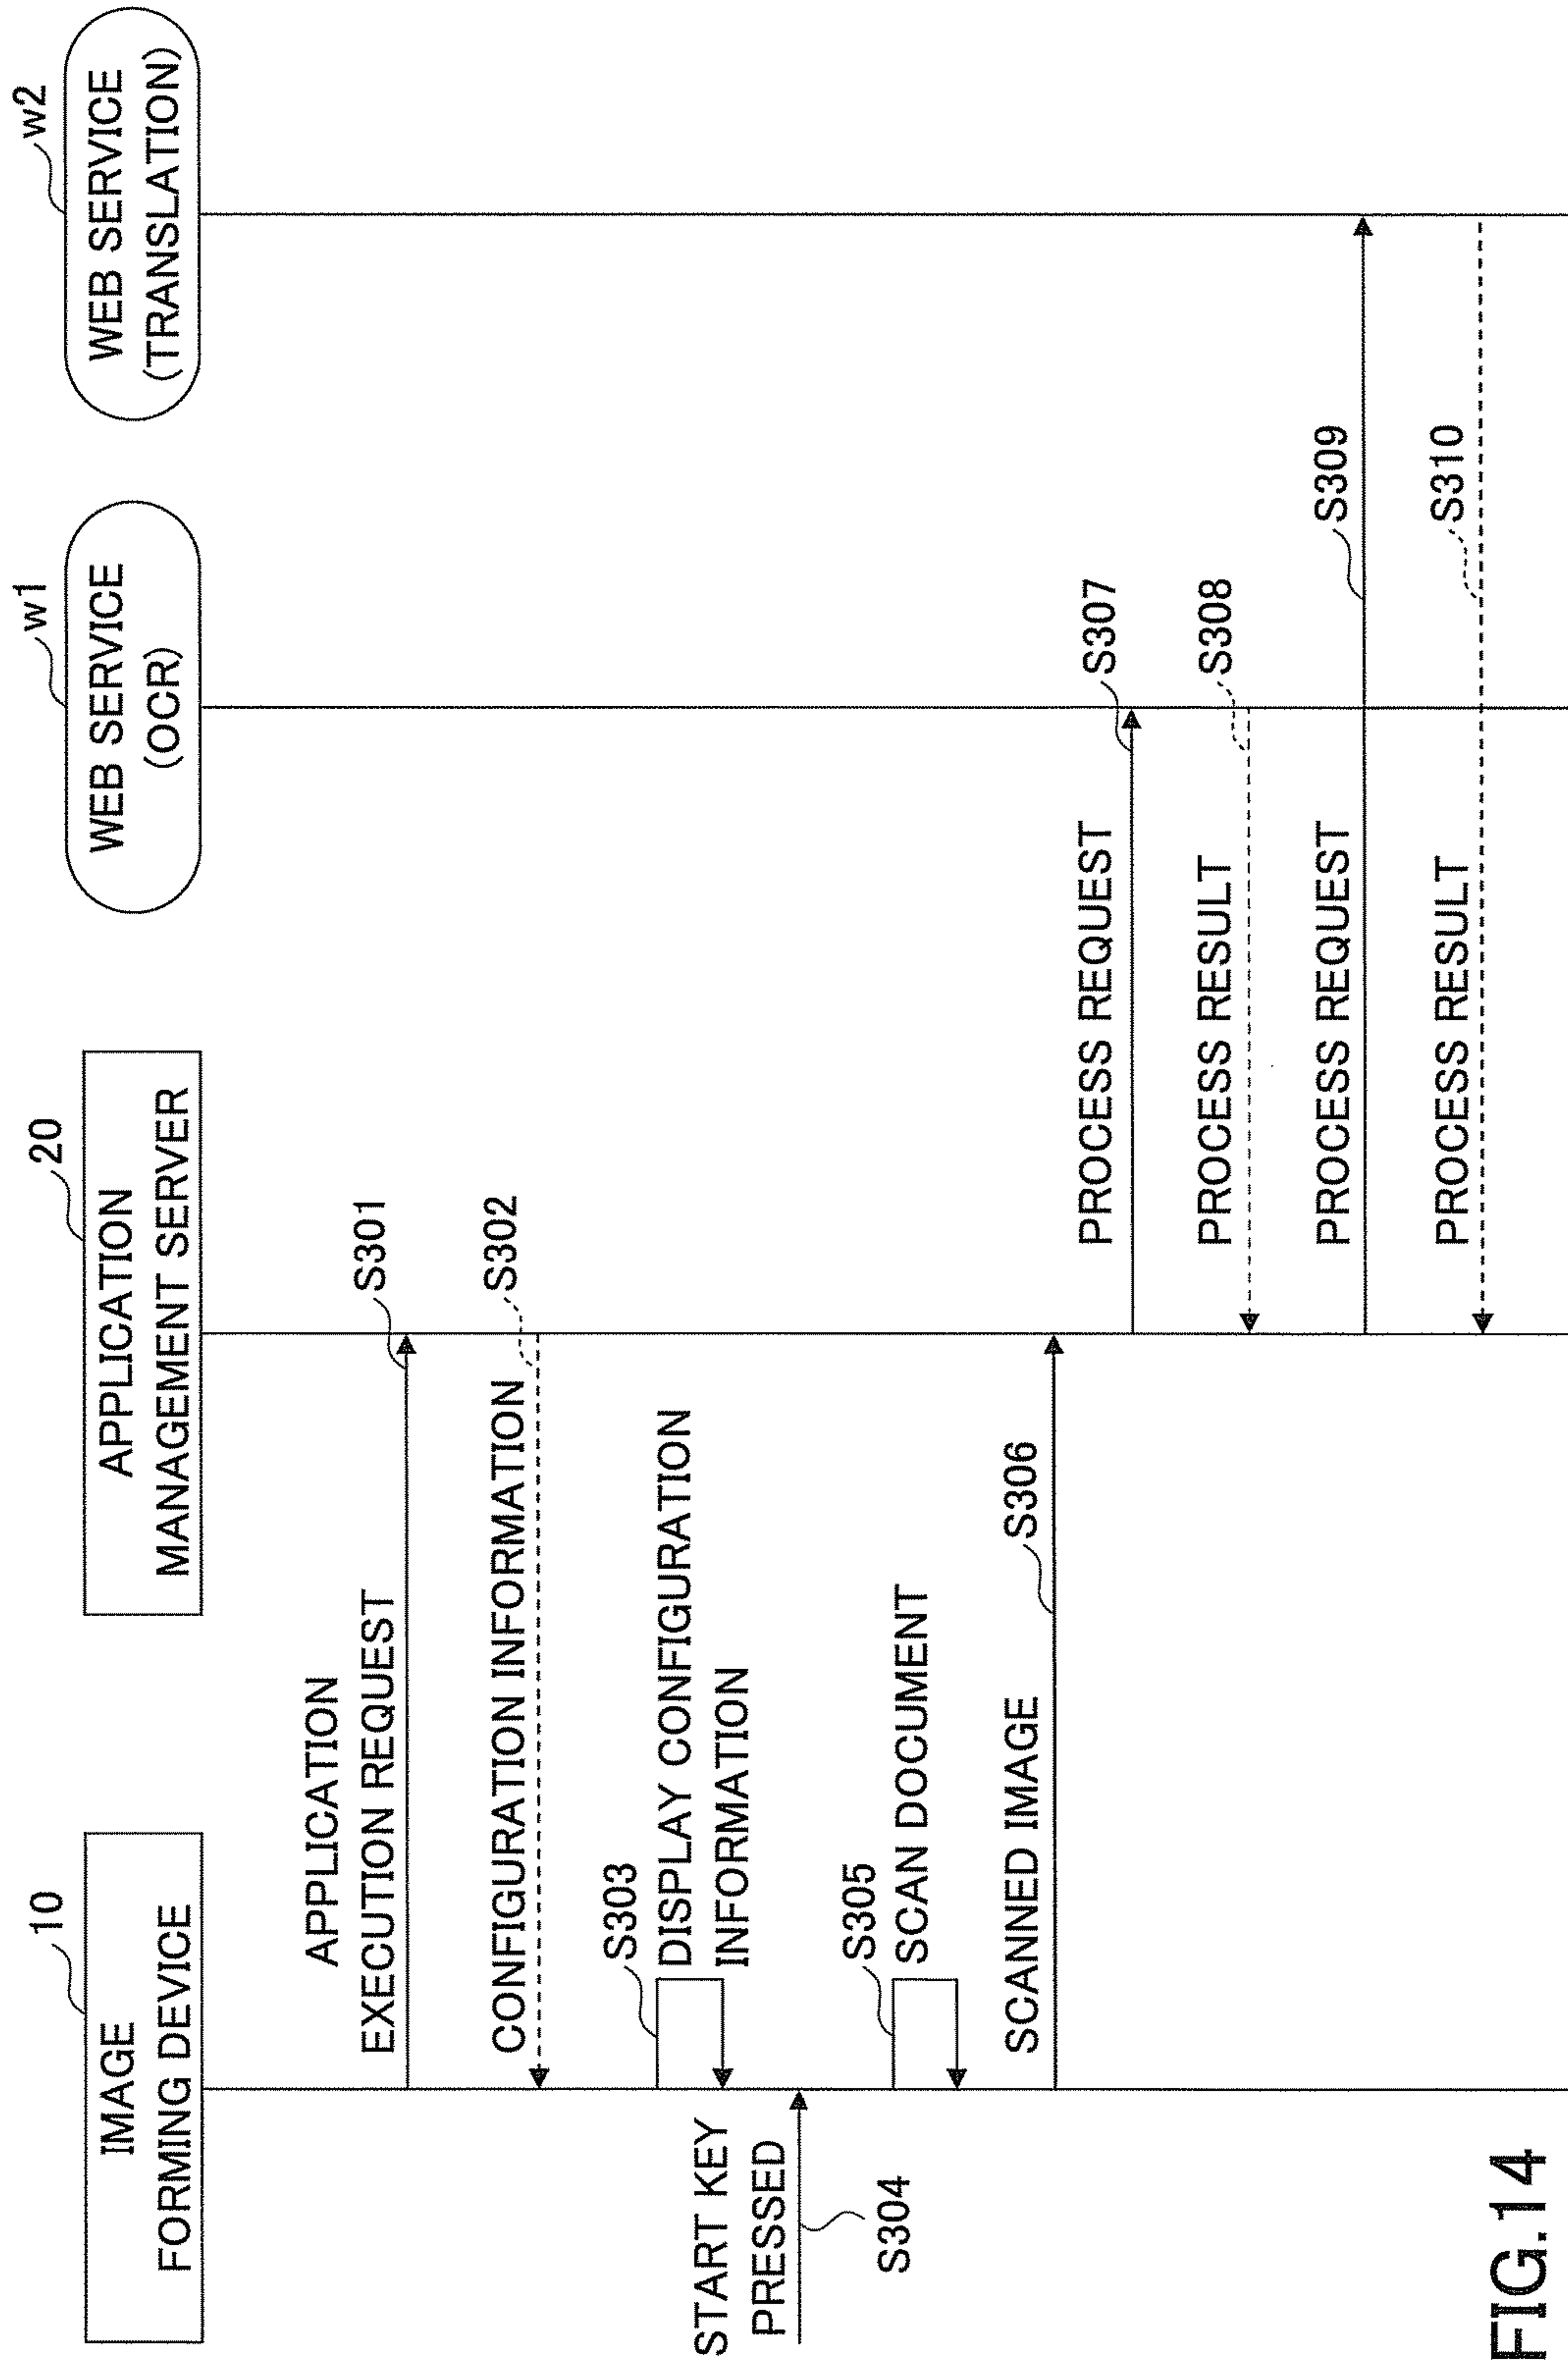 FIG.14
10
IMAGE
FORMING DEVICE
20
APPLICATION
MANAGEMENT SERVER
w1
WEB SERVICE
(OCR)
w2
WEB SERVICE
(TRANSLATION)
APPLICATION
EXECUTION REQUEST
S301
CONFIGURATION INFORMATION
S302
S303
DISPLAY CONFIGURATION
INFORMATION
START KEY
PRESSED
S304
S305
SCAN DOCUMENT
SCANNED IMAGE
S306
PROCESS REQUEST
S307
PROCESS RESULT
S308
PROCESS REQUEST
S309
PROCESS RESULT
S310